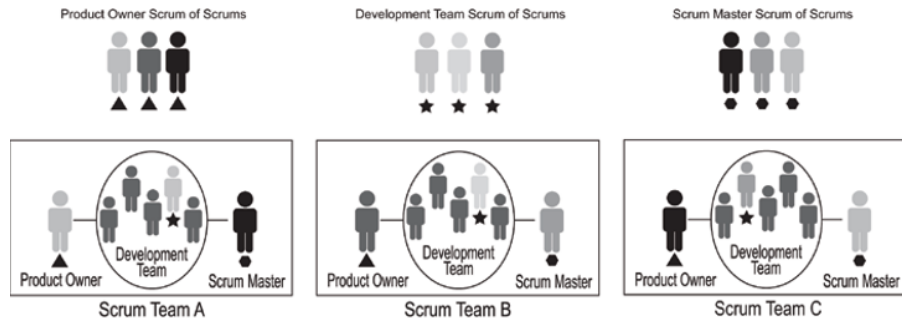 Product Owner Scrum of Scrums
Development Team Scrum of Scrums
Scrum Master Scrum of Scrums
Development
Team
Product Owner
Scrum Master
Scrum Team A
Development
Team
Product Owner
Scrum Master
Scrum Team B
Development
Team
Product Owner
Scrum Master
Scrum Team C